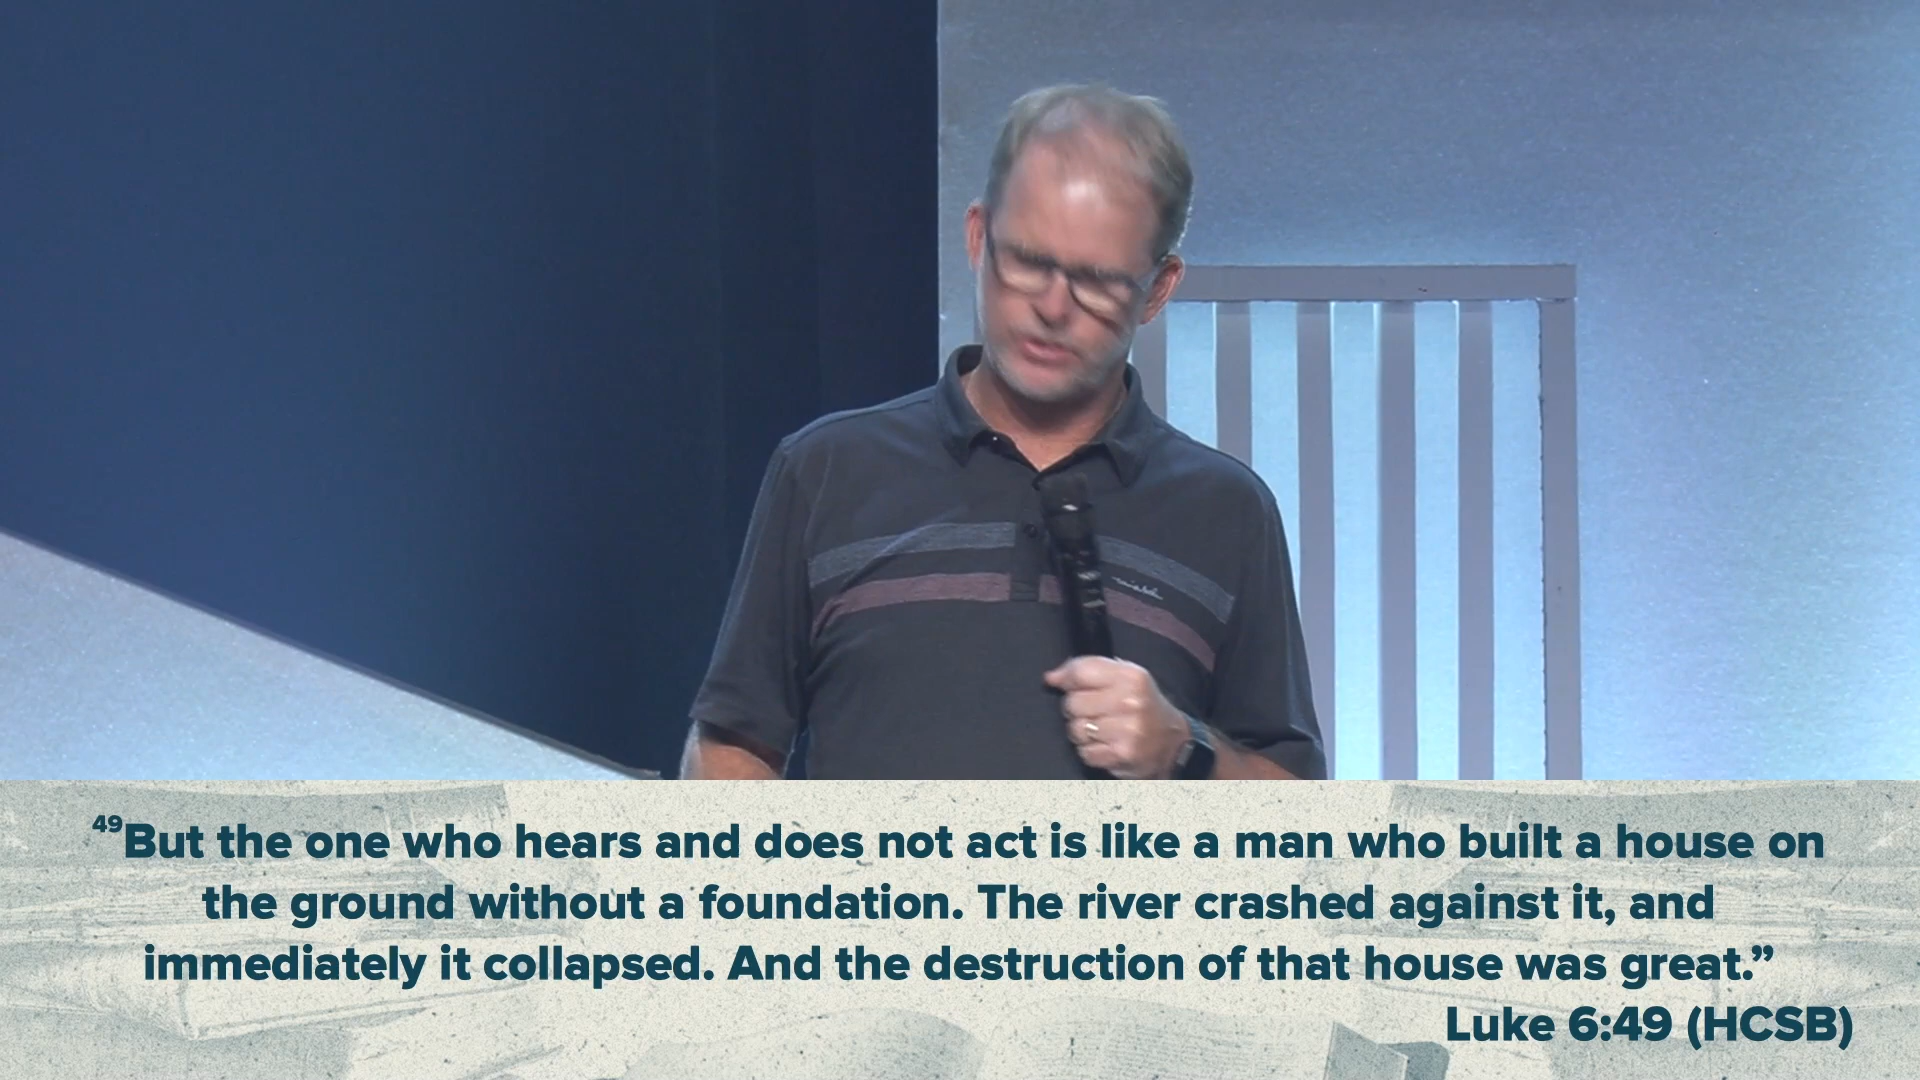 ⁴⁹But the one who hears and does not act is like a man who built a house on
the ground without a foundation. The river crashed against it, and
immediately it collapsed. And the destruction of that house was great.”
Luke 6:49 (HCSB)